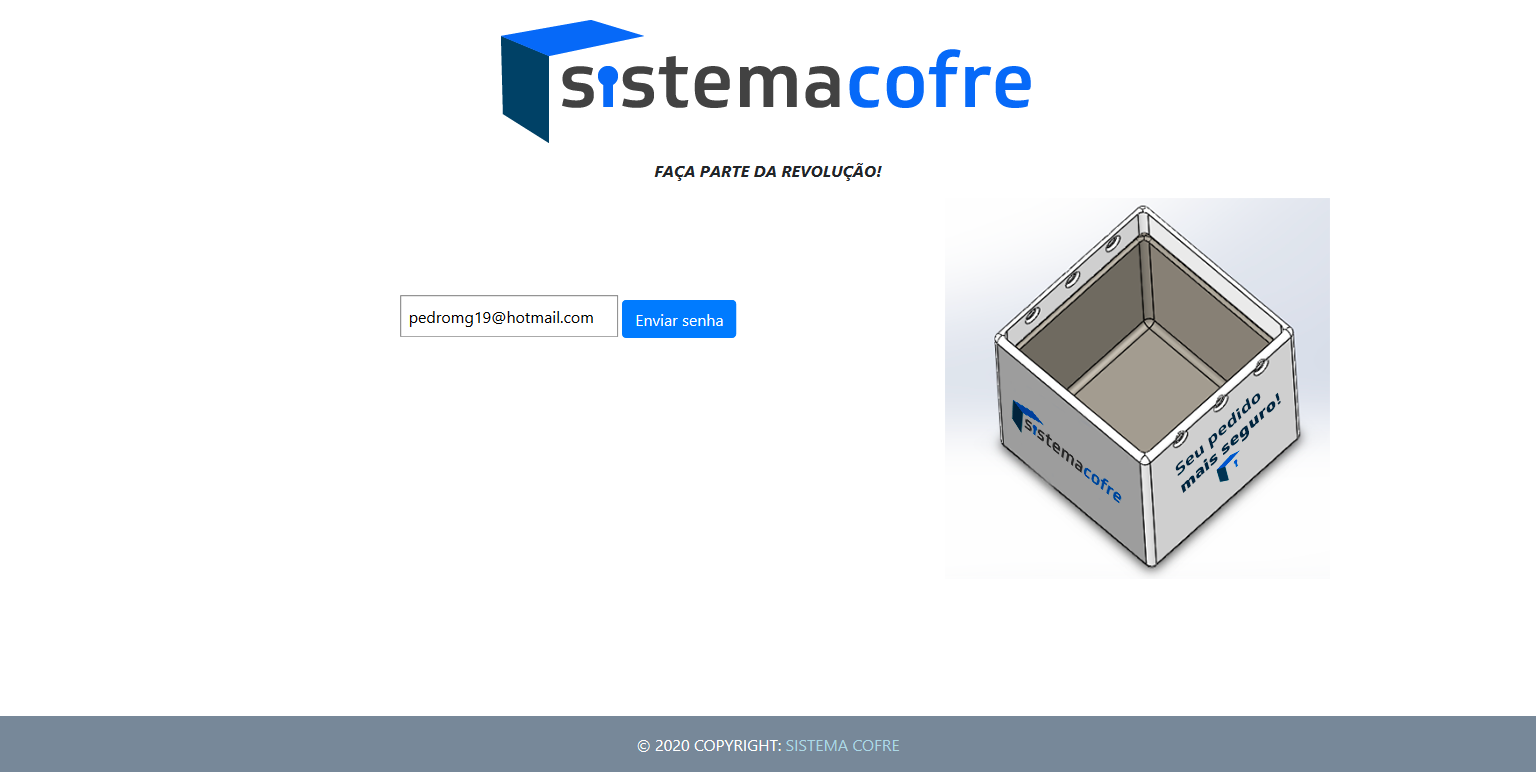 sistemacofre
FAÇA PARTE DA REVOLUÇÃO!
pedromg19@hotmail.com
Enviar senha
sistemacofre
Seu pedido
mais seguro!
© 2020 COPYRIGHT: SISTEMA COFRE